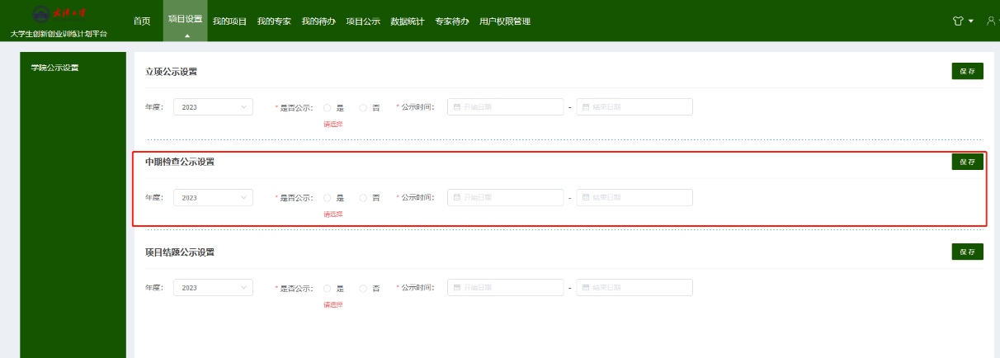 首页 项目设置 我的项目 我的专家 我的待办 项目公示 数据统计 专家待办 用户权限管理
大学生创新创业训练计划平台
学院公示设置
立项公示设置 保存
年度： 2023 * 是否公示： 是 否 * 公示时间： 开始日期 - 结束日期
请选择
中期检查公示设置 保存
年度： 2023 * 是否公示： 是 否 * 公示时间： 开始日期 - 结束日期
请选择
项目结题公示设置 保存
年度： 2023 * 是否公示： 是 否 * 公示时间： 开始日期 - 结束日期
请选择